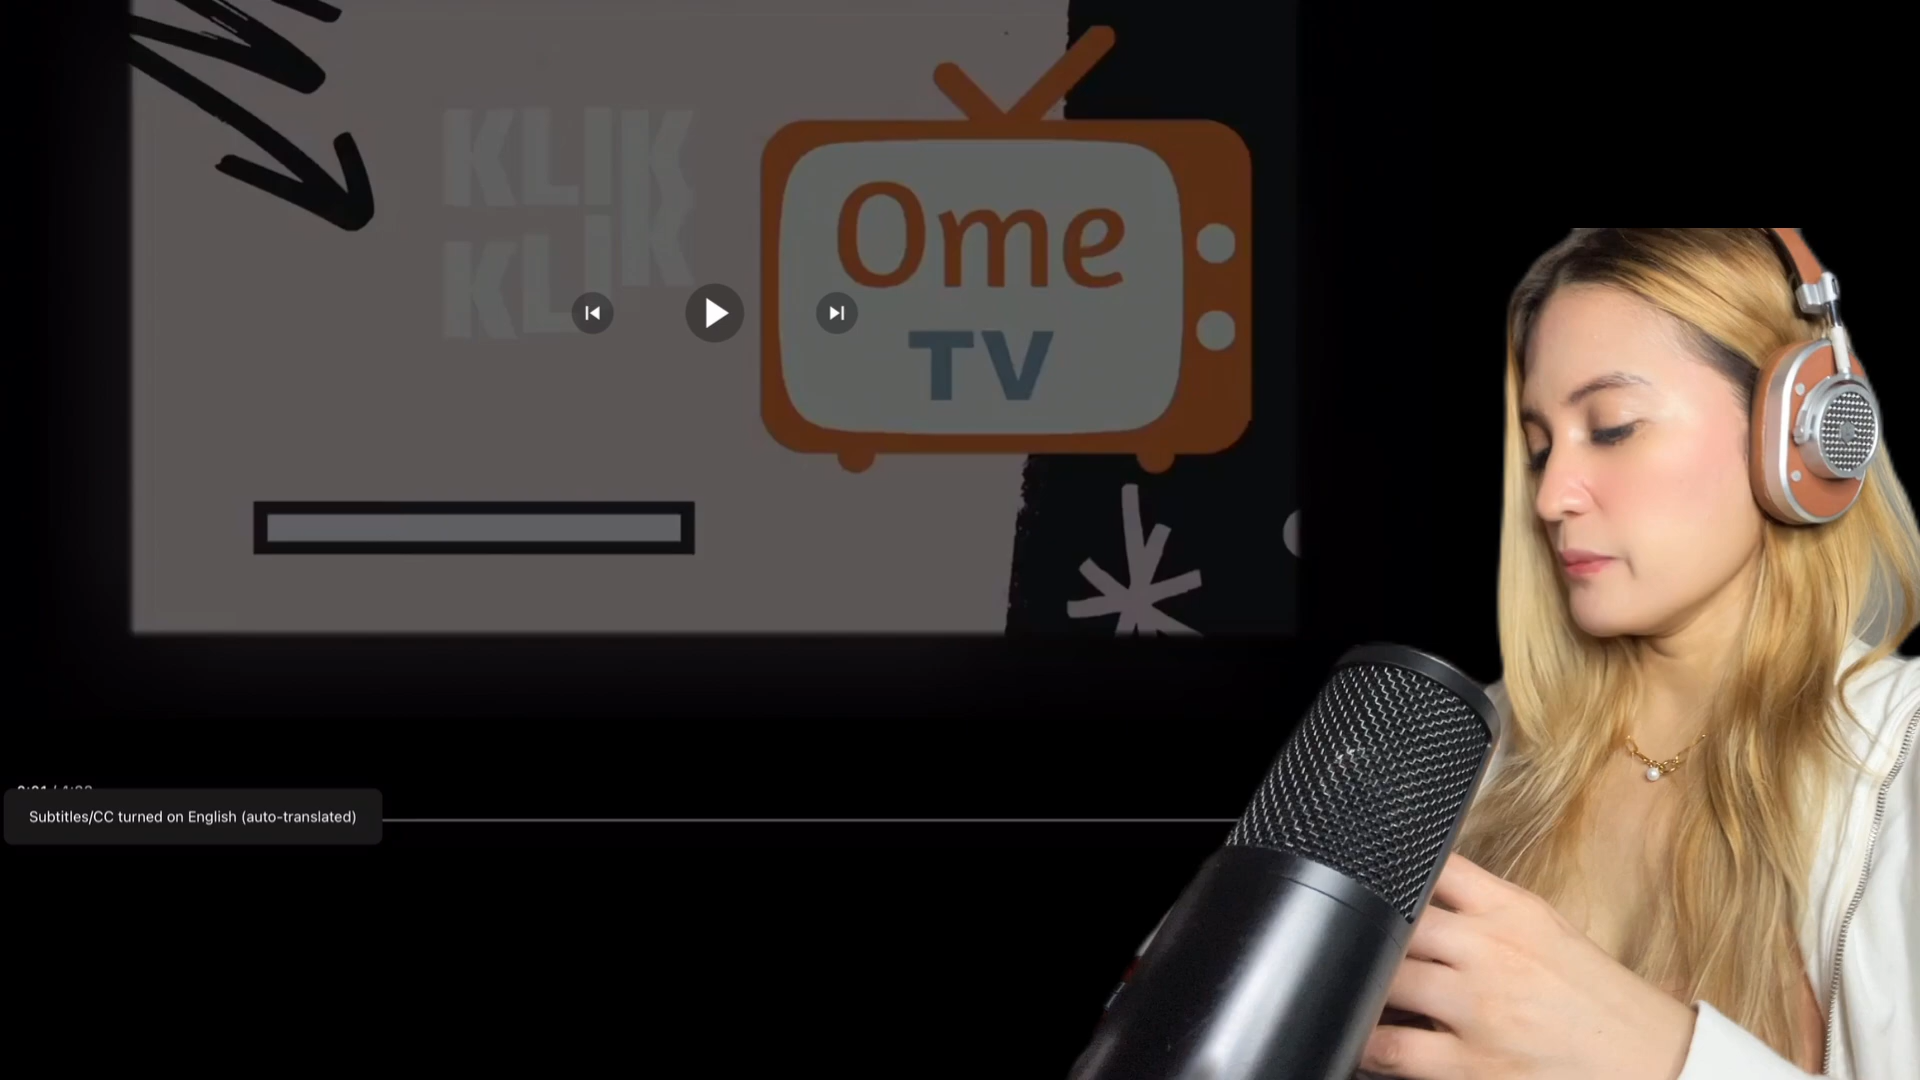 KLIK
KLIK
Ome
TV
Subtitles/CC turned on English (auto-translated)